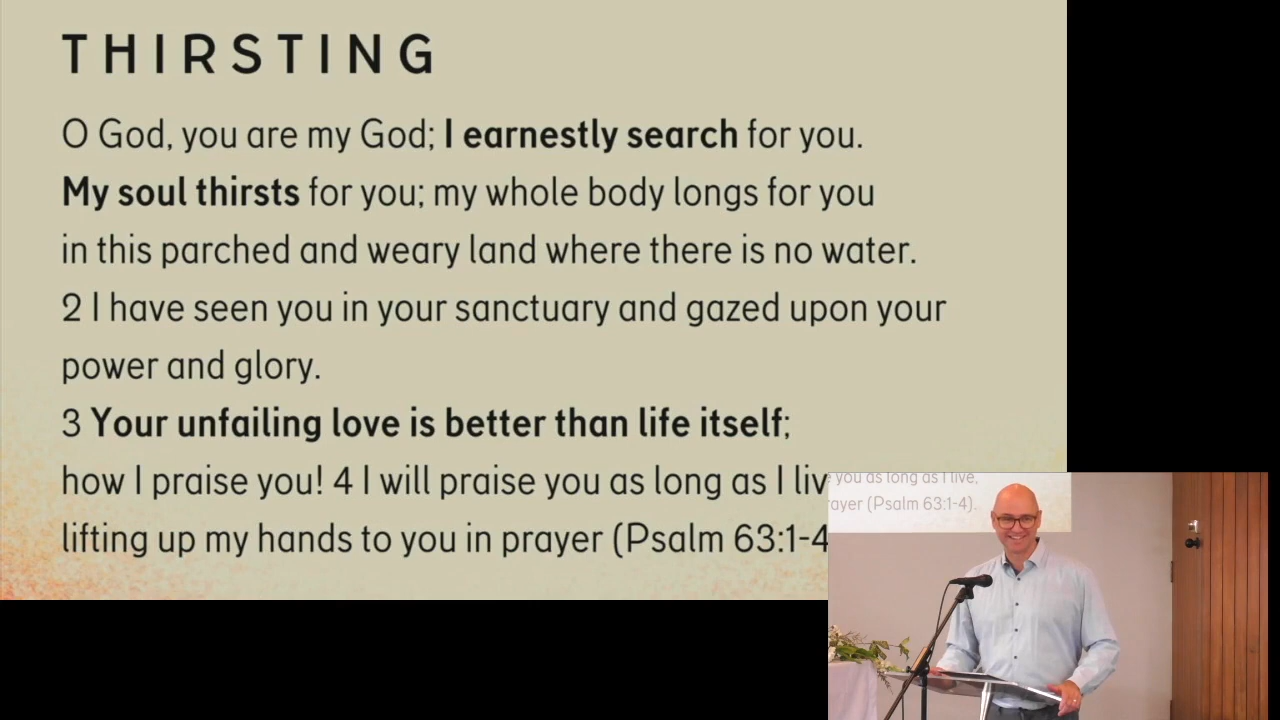 THIRSTING
O God, you are my God; I earnestly search for you.
My soul thirsts for you; my whole body longs for you
in this parched and weary land where there is no water.
2 I have seen you in your sanctuary and gazed upon your
power and glory.
3 Your unfailing love is better than life itself;
how I praise you! 4 I will praise you as long as I liv
lifting up my hands to you in prayer (Psalm 63:1-4
you as long as I live,
rayer (Psalm 63:1-4).